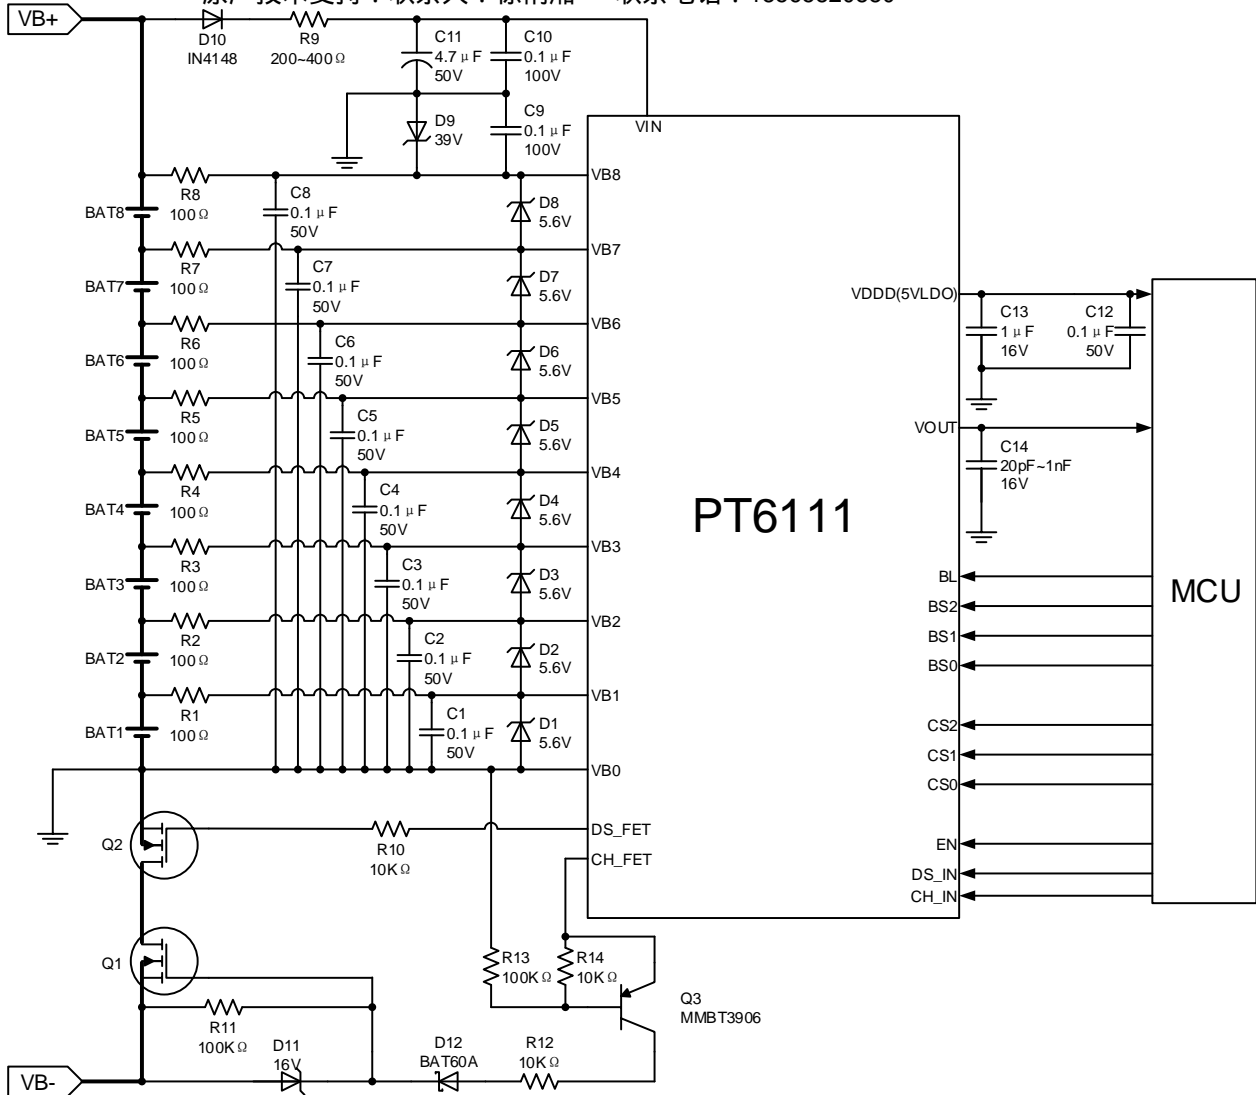 VB+
D10
IN4148
R9
200~400Ω
C11
4.7μF
50V
C10
0.1μF
100V
D9
39V
C9
0.1μF
100V
VIN
VB8
R8
100Ω
BAT8
C8
0.1μF
50V
D8
5.6V
VB7
R7
100Ω
BAT7
C7
0.1μF
50V
D7
5.6V
VB6
R6
100Ω
BAT6
C6
0.1μF
50V
D6
5.6V
VB5
R5
100Ω
BAT5
C5
0.1μF
50V
D5
5.6V
VB4
R4
100Ω
BAT4
C4
0.1μF
50V
D4
5.6V
VB3
R3
100Ω
BAT3
C3
0.1μF
50V
D3
5.6V
VB2
R2
100Ω
BAT2
C2
0.1μF
50V
D2
5.6V
VB1
R1
100Ω
BAT1
C1
0.1μF
50V
D1
5.6V
VB0
PT6111
VDDD(5VLDO)
C13
1μF
16V
C12
0.1μF
50V
VOUT
C14
20pF~1nF
16V
BL
BS2
BS1
BS0
CS2
CS1
CS0
EN
DS_IN
CH_IN
MCU
DS_FET
CH_FET
Q2
R10
10KΩ
Q1
R13
100KΩ
R14
10KΩ
Q3
MMBT3906
R11
100KΩ
D11
16V
D12
BAT60A
R12
10KΩ
VB-